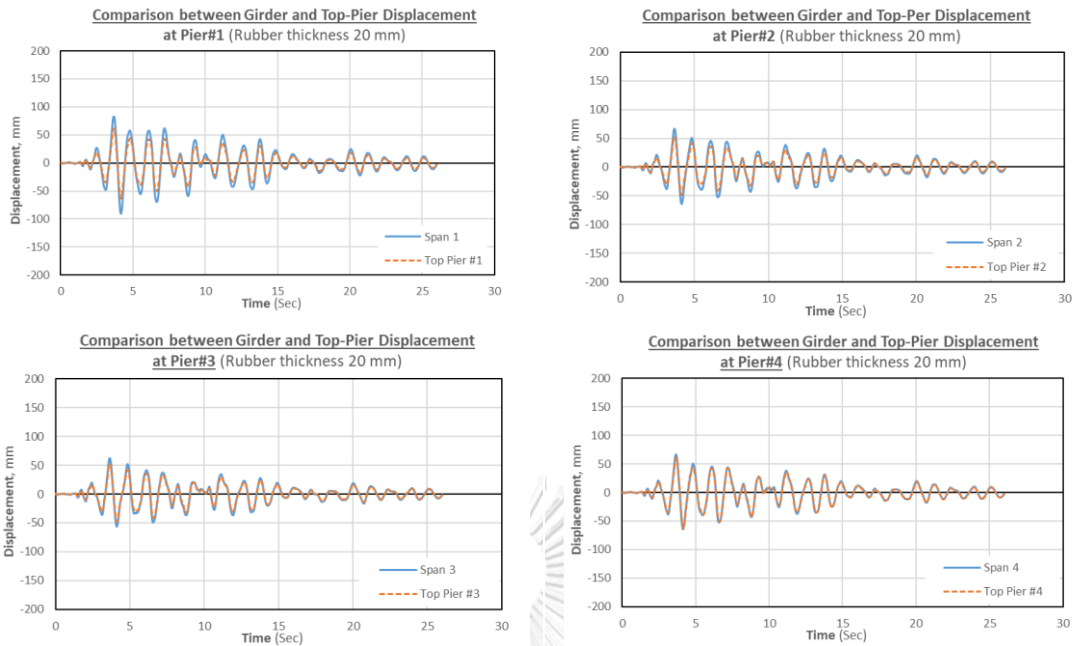 Comparison between Girder and Top-Pier Displacement
at Pier#1 (Rubber thickness 20 mm)
200
150
100
50
0
-50
-100
-150
-200
Displacement, mm
Span 1
Top Pier #1
0 5 10 15 20 25 30
Time (Sec)
Comparison between Girder and Top-Per Displacement
at Pier#2 (Rubber thickness 20 mm)
200
150
100
50
0
-50
-100
-150
-200
Displacement, mm
Span 2
Top Pier #2
0 5 10 15 20 25 30
Time (Sec)
Comparison between Girder and Top-Pier Displacement
at Pier#3 (Rubber thickness 20 mm)
200
150
100
50
0
-50
-100
-150
-200
Displacement, mm
Span 3
Top Pier #3
0 5 10 15 20 25 30
Time (Sec)
Comparison between Girder and Top-Pier Displacement
at Pier#4 (Rubber thickness 20 mm)
200
150
100
50
0
-50
-100
-150
-200
Displacement, mm
Span 4
Top Pier #4
0 5 10 15 20 25 30
Time (Sec)